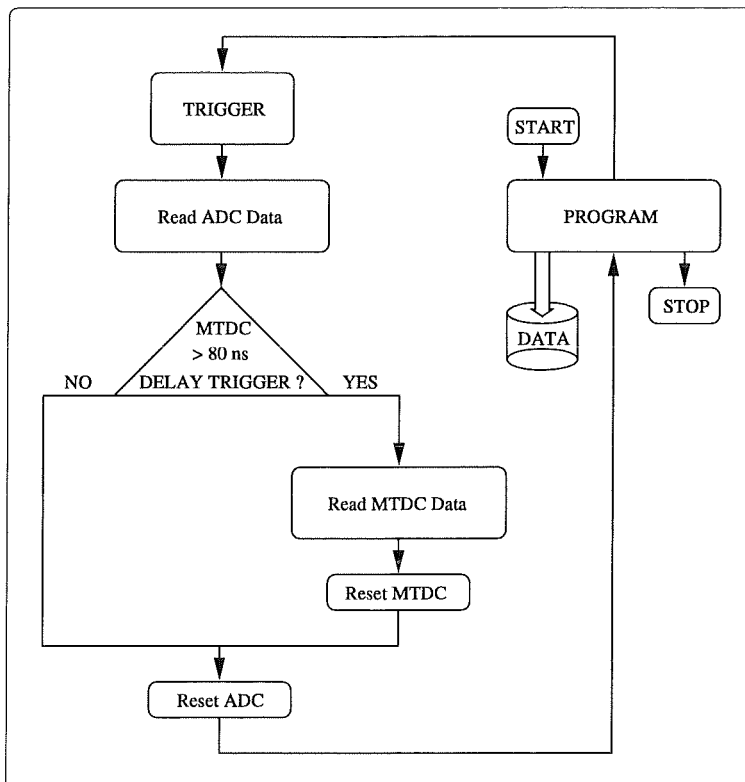 TRIGGER
START
Read ADC Data
PROGRAM
STOP
DATA
MTDC
> 80 ns
DELAY TRIGGER ?
NO
YES
Read MTDC Data
Reset MTDC
Reset ADC